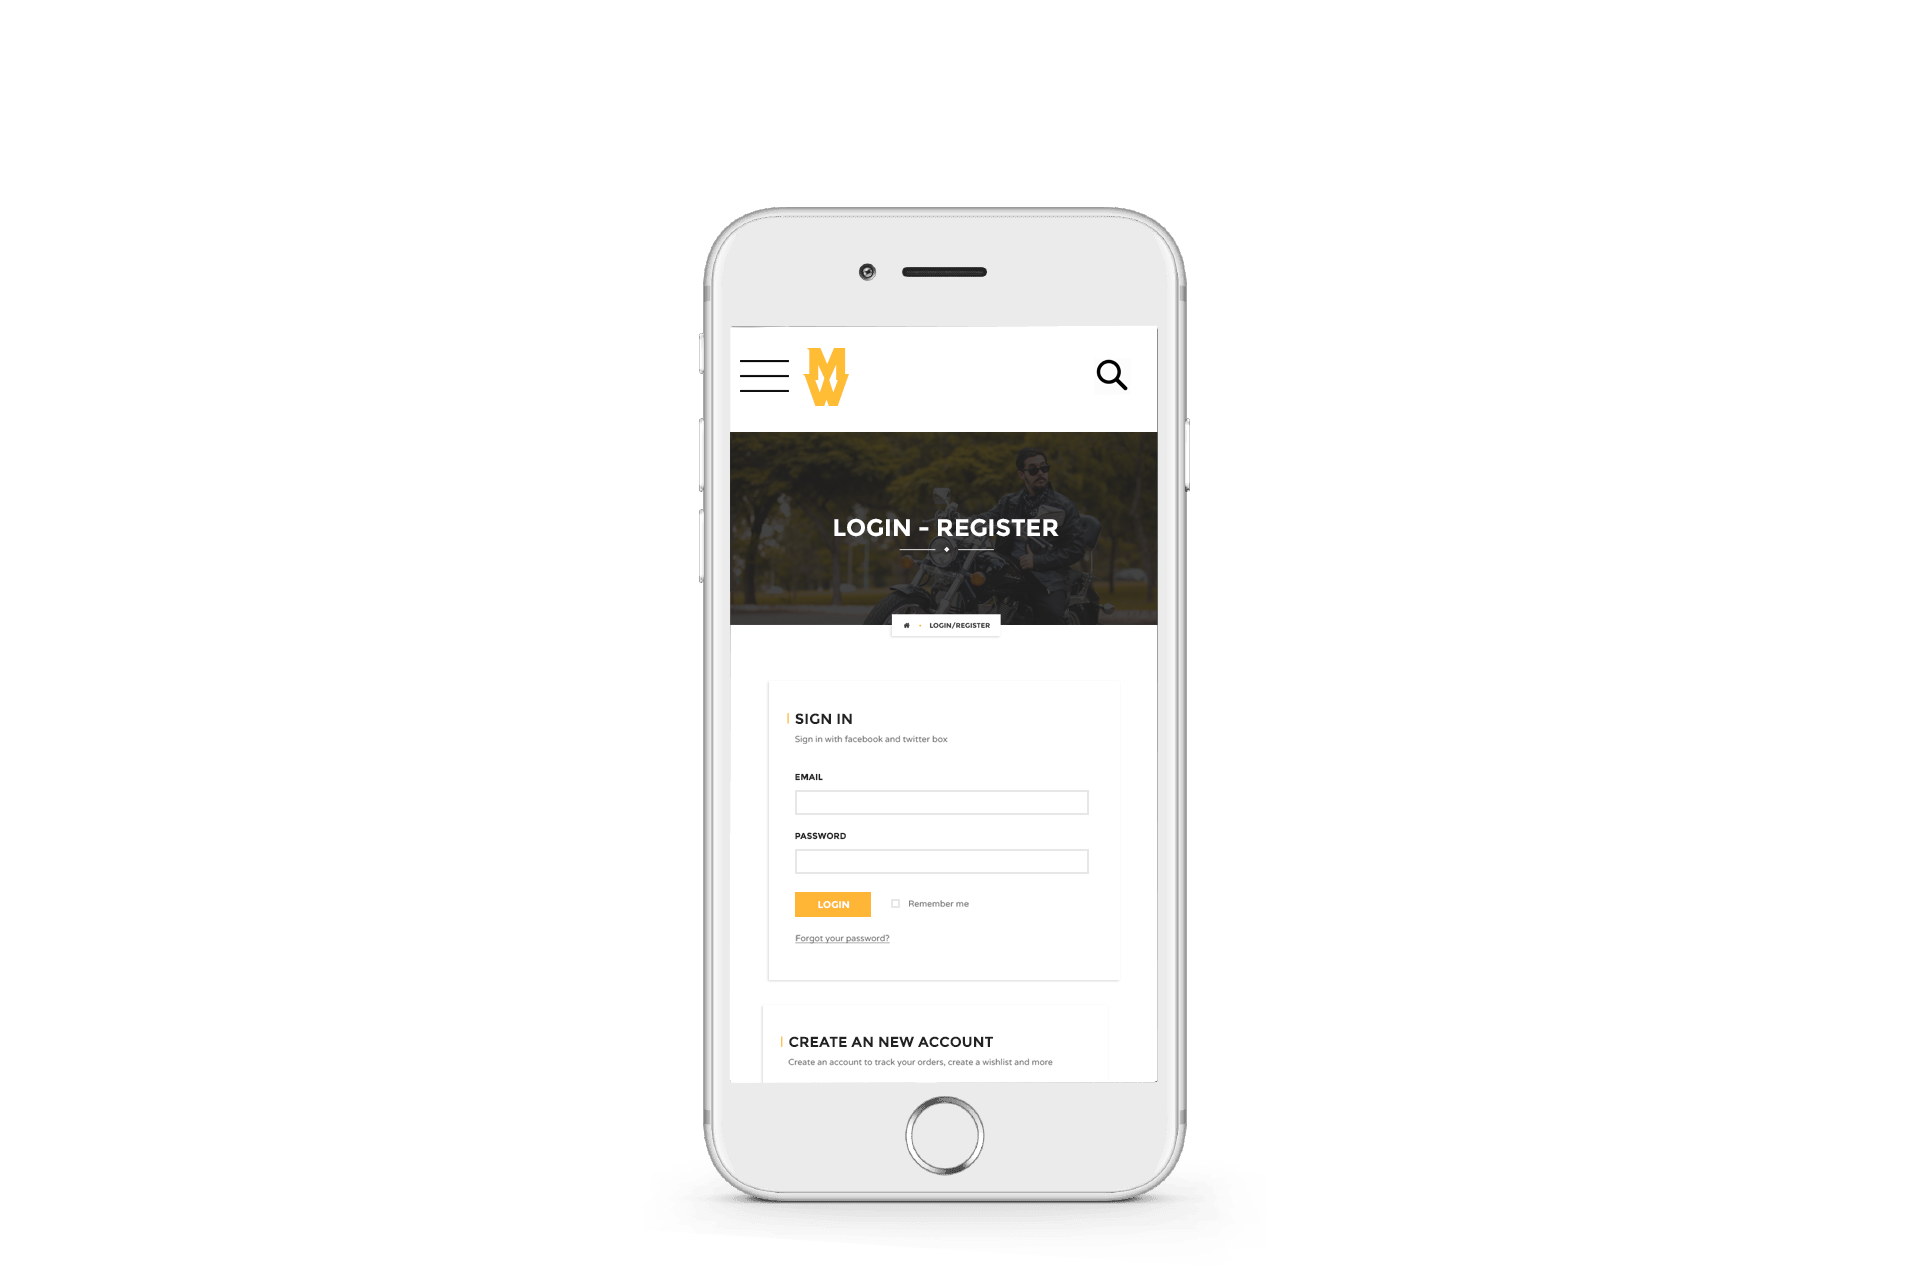 MW
LOGIN - REGISTER
LOGIN/REGISTER
SIGN IN
Sign in with facebook and twitter box
EMAIL
PASSWORD
LOGIN
Remember me
Forgot your password?
CREATE AN NEW ACCOUNT
Create an account to track your orders, create a wishlist and more